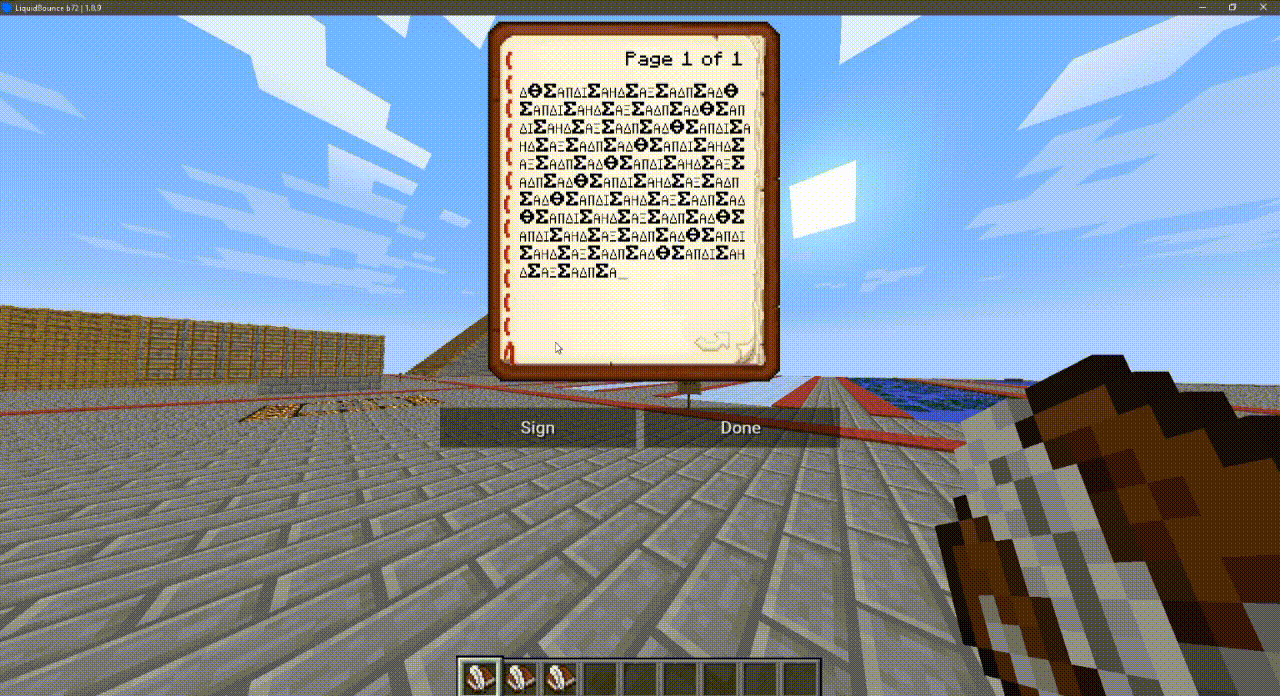 LiquidBounce b72 | 1.8.9
Page 1 of 1
ΔΘΣΑΠΔΙΣΑΗΔΣΑΞΣΑΔΠΣΑΔΘ
ΣΑΠΔΙΣΑΗΔΣΑΞΣΑΔΠΣΑΔΘΣΑΠ
ΔΙΣΑΗΔΣΑΞΣΑΔΠΣΑΔΘΣΑΠΔΙΣΑ
ΗΔΣΑΞΣΑΔΠΣΑΔΘΣΑΠΔΙΣΑΗΔΣ
ΑΞΣΑΔΠΣΑΔΘΣΑΠΔΙΣΑΗΔΣΑΞΣ
ΑΔΠΣΑΔΘΣΑΠΔΙΣΑΗΔΣΑΞΣΑΔΠ
ΣΑΔΘΣΑΠΔΙΣΑΗΔΣΑΞΣΑΔΠΣΑΔ
ΘΣΑΠΔΙΣΑΗΔΣΑΞΣΑΔΠΣΑΔΘΣ
ΑΠΔΙΣΑΗΔΣΑΞΣΑΔΠΣΑΔΘΣΑΠΔΙ
ΣΑΗΔΣΑΞΣΑΔΠΣΑΔΘΣΑΠΔΙΣΑΗ
ΔΣΑΞΣΑΔΠΣΑ_
Sign
Done